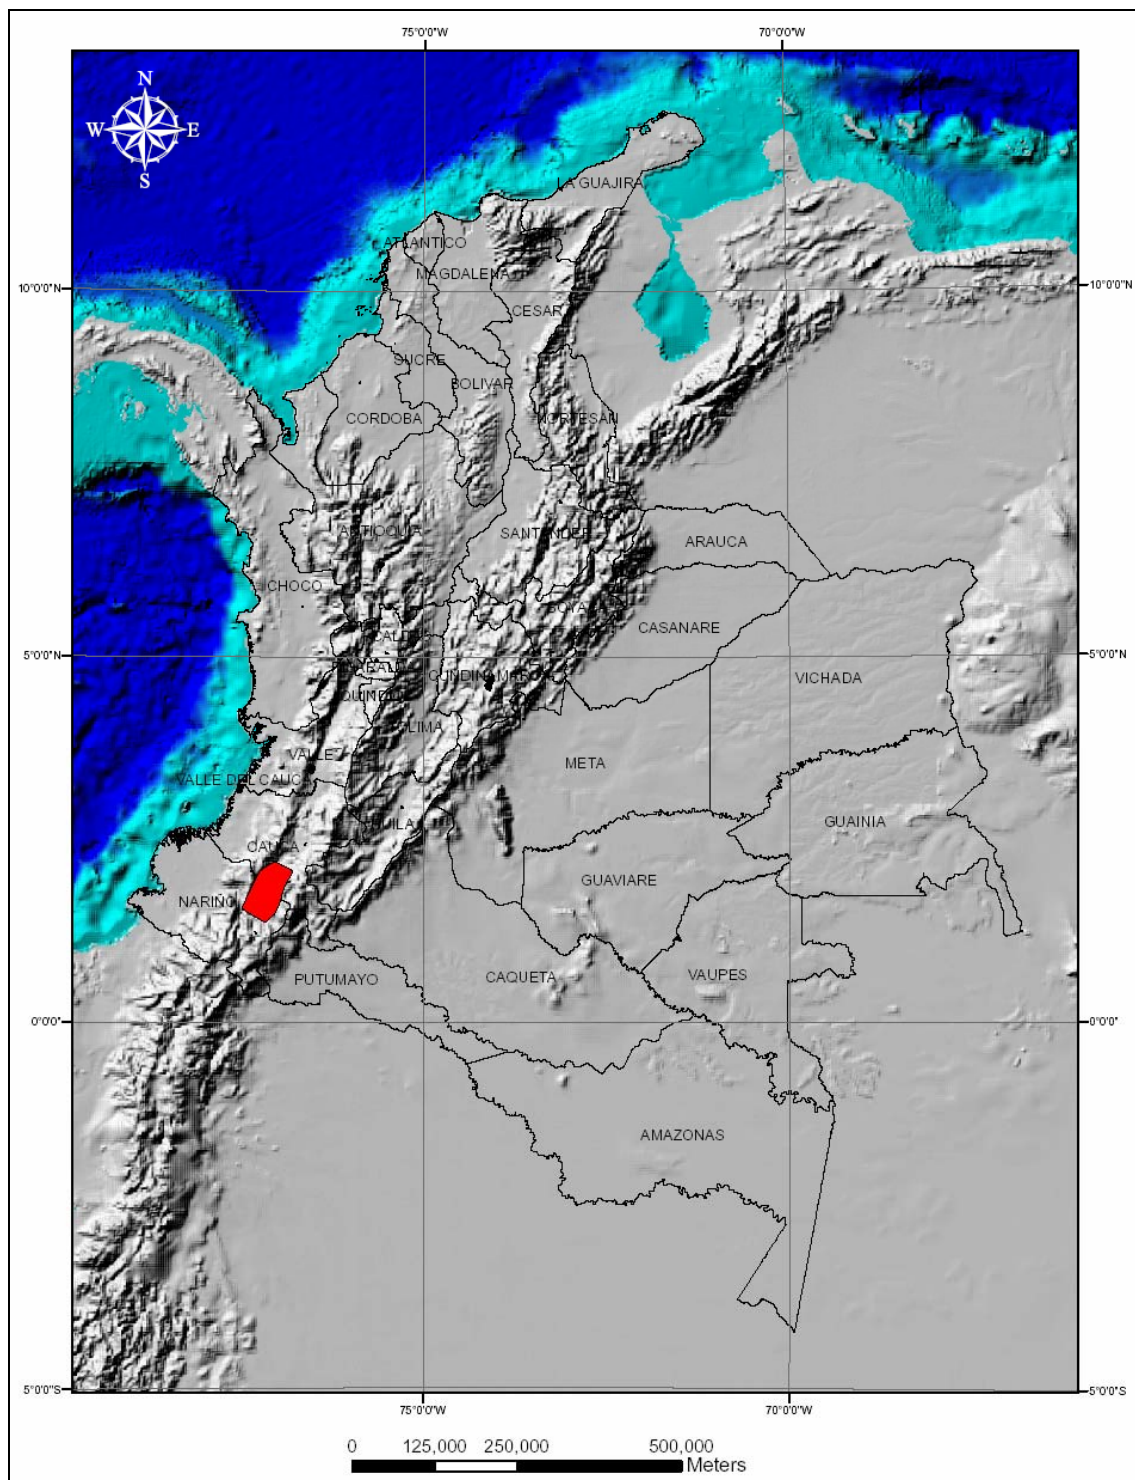 75°0'0"W 70°0'0"W
N
W E
S
LA GUAJIRA
ATLANTICO
MAGDALENA
10°0'0"N 10°0'0"N
CESAR
SUCRE
BOLIVAR
CORDOBA
ANTIOQUIA
SANTANDER
ARAUCA
CHOCO
CASANARE
5°0'0"N 5°0'0"N
CUNDINAMARCA
VICHADA
VALLE
META
VALLE DEL CAUCA
GUAINIA
CAUCA
GUAVIARE
NARIÑO
PUTUMAYO
CAQUETA
VAUPES
0°0'0" 0°0'0"
AMAZONAS
5°0'0"S 5°0'0"S
75°0'0"W 70°0'0"W
0 125,000 250,000 500,000
Meters